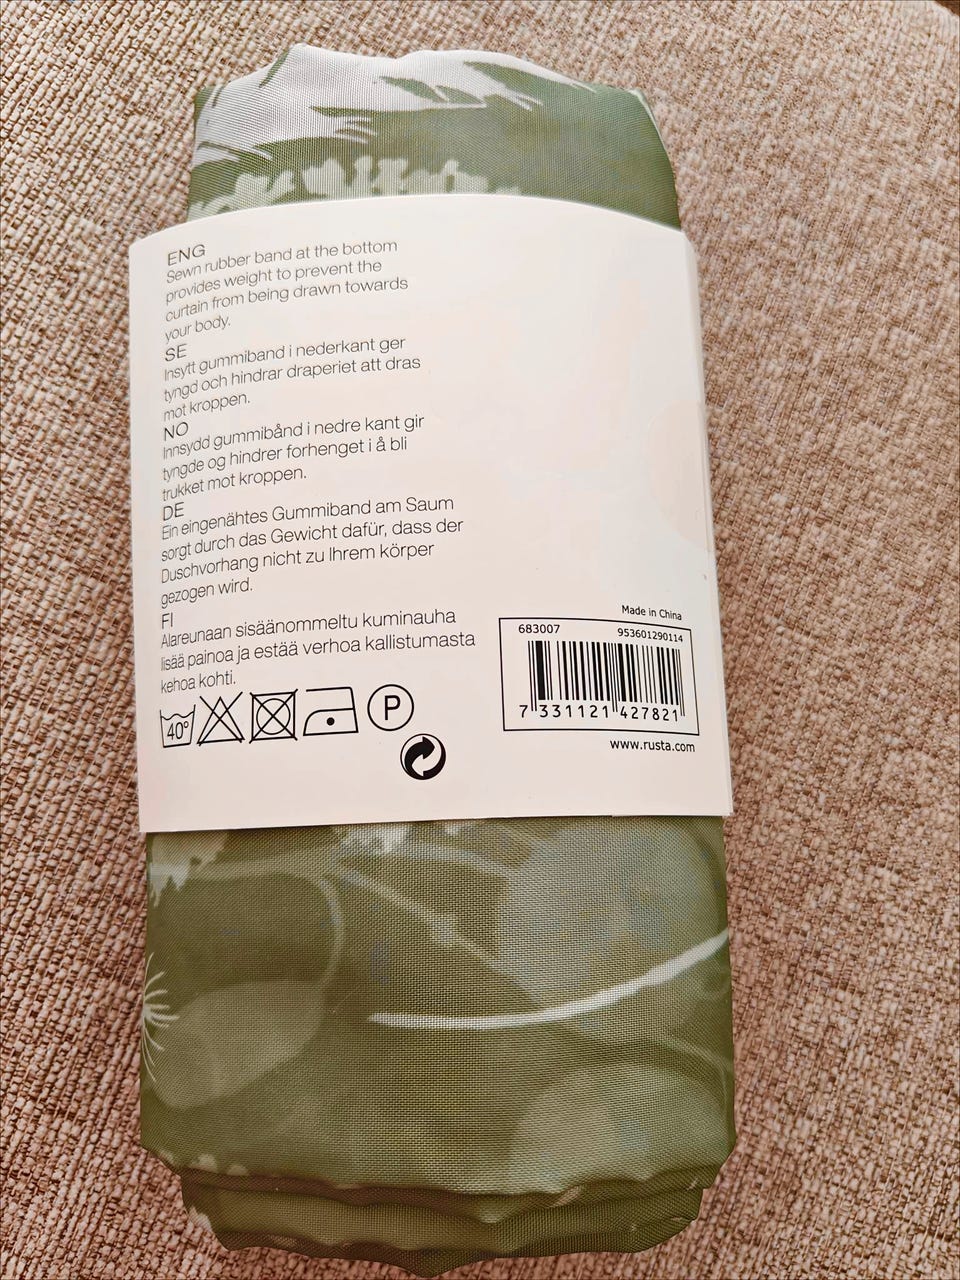 ENG
Sewn rubber band at the bottom
provides weight to prevent the
curtain from being drawn towards
your body.
SE
Insytt gummiband i nederkant ger
tyngd och hindrar draperiet att dras
mot kroppen.
NO
Innsydd gummibånd i nedre kant gir
tyngde og hindrer forhenget i å bli
trukket mot kroppen.
DE
Ein eingenähtes Gummiband am Saum
sorgt durch das Gewicht dafür, dass der
Duschvorhang nicht zu Ihrem körper
gezogen wird.
FI
Alareunaan sisäänommeltu kuminauha
lisää painoa ja estää verhoa kallistumasta
kehoa kohti.
40°
P
Made in China
683007 953601290114
7 331121 427821
www.rusta.com